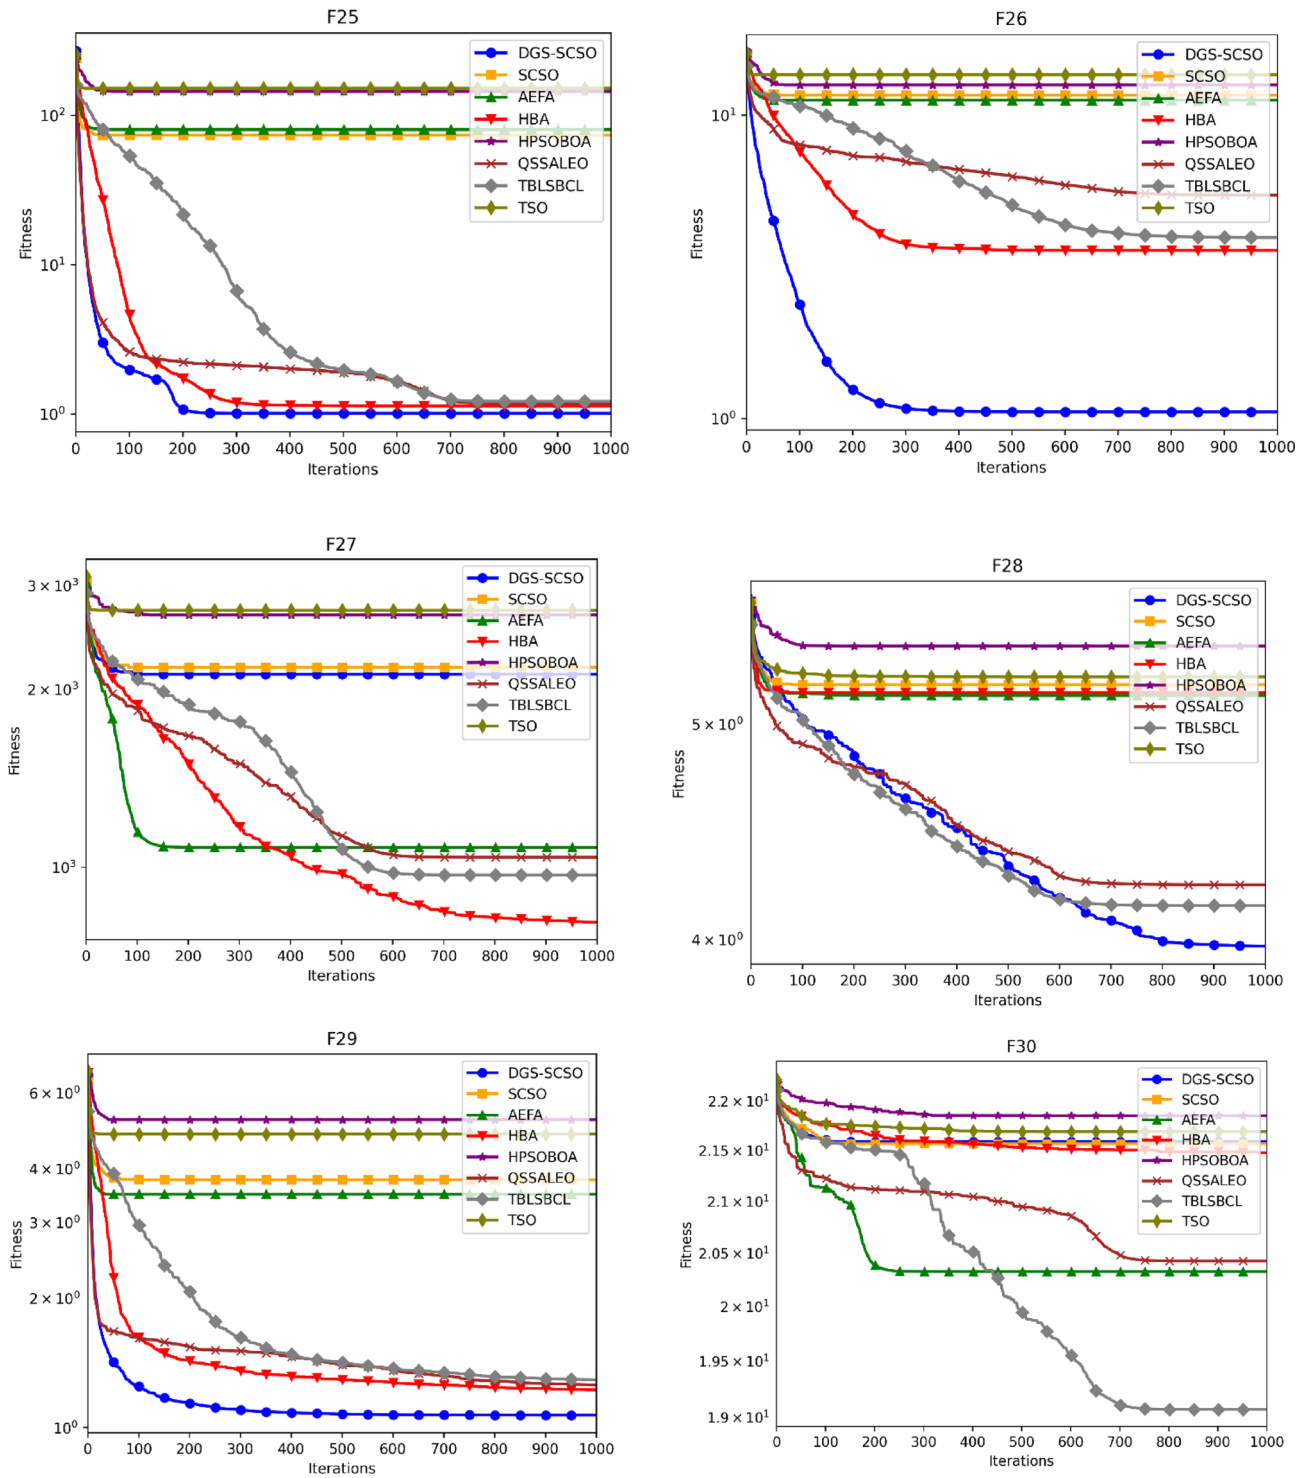 F25
DGS-SCSO
SCSO
AEFA
HBA
HPSOBOA
QSSALEO
TBLSBCL
TSO
10²
10¹
10⁰
Fitness
0 100 200 300 400 500 600 700 800 900 1000
Iterations
F26
DGS-SCSO
SCSO
AEFA
HBA
HPSOBOA
QSSALEO
TBLSBCL
TSO
10¹
10⁰
Fitness
0 100 200 300 400 500 600 700 800 900 1000
Iterations
F27
DGS-SCSO
SCSO
AEFA
HBA
HPSOBOA
QSSALEO
TBLSBCL
TSO
3 × 10³
2 × 10³
10³
Fitness
0 100 200 300 400 500 600 700 800 900 1000
Iterations
F28
DGS-SCSO
SCSO
AEFA
HBA
HPSOBOA
QSSALEO
TBLSBCL
TSO
5 × 10⁰
4 × 10⁰
Fitness
0 100 200 300 400 500 600 700 800 900 1000
Iterations
F29
DGS-SCSO
SCSO
AEFA
HBA
HPSOBOA
QSSALEO
TBLSBCL
TSO
6 × 10⁰
4 × 10⁰
3 × 10⁰
2 × 10⁰
10⁰
Fitness
0 100 200 300 400 500 600 700 800 900 1000
Iterations
F30
DGS-SCSO
SCSO
AEFA
HBA
HPSOBOA
QSSALEO
TBLSBCL
TSO
2.2 × 10¹
2.15 × 10¹
2.1 × 10¹
2.05 × 10¹
2 × 10¹
1.95 × 10¹
1.9 × 10¹
Fitness
0 100 200 300 400 500 600 700 800 900 1000
Iterations